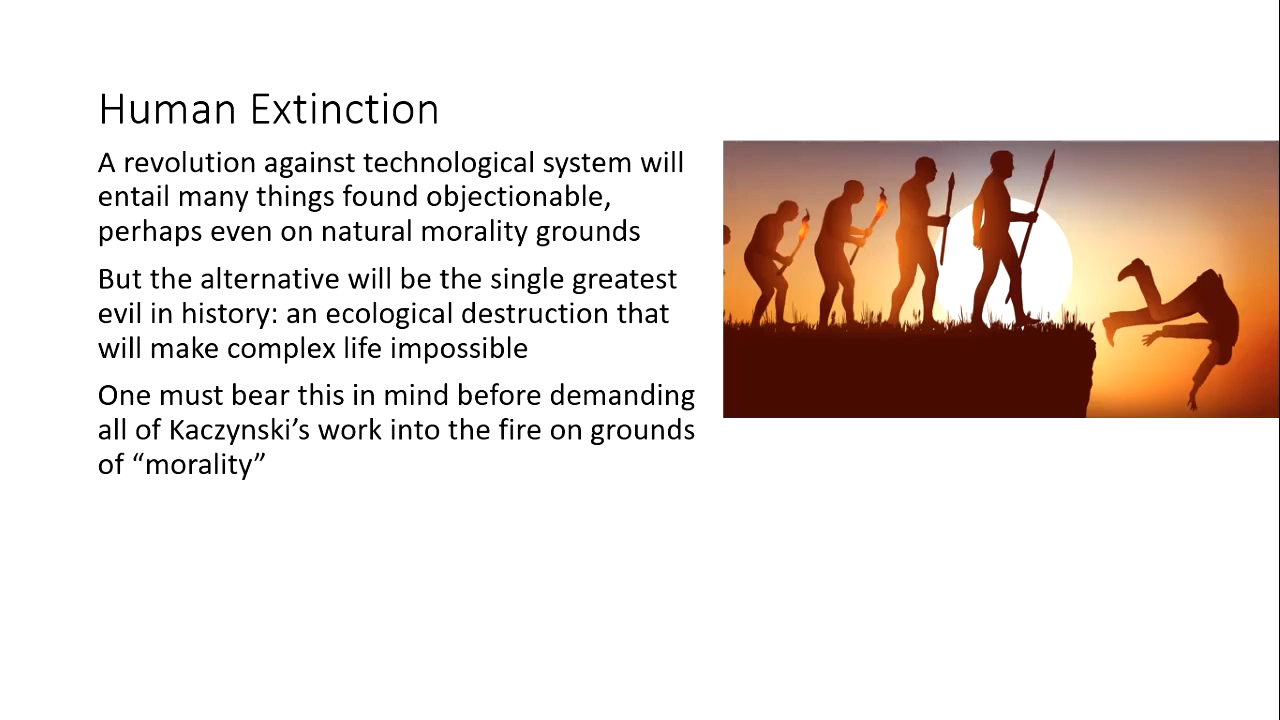 Human Extinction
A revolution against technological system will
entail many things found objectionable,
perhaps even on natural morality grounds
But the alternative will be the single greatest
evil in history: an ecological destruction that
will make complex life impossible
One must bear this in mind before demanding
all of Kaczynski’s work into the fire on grounds
of “morality”